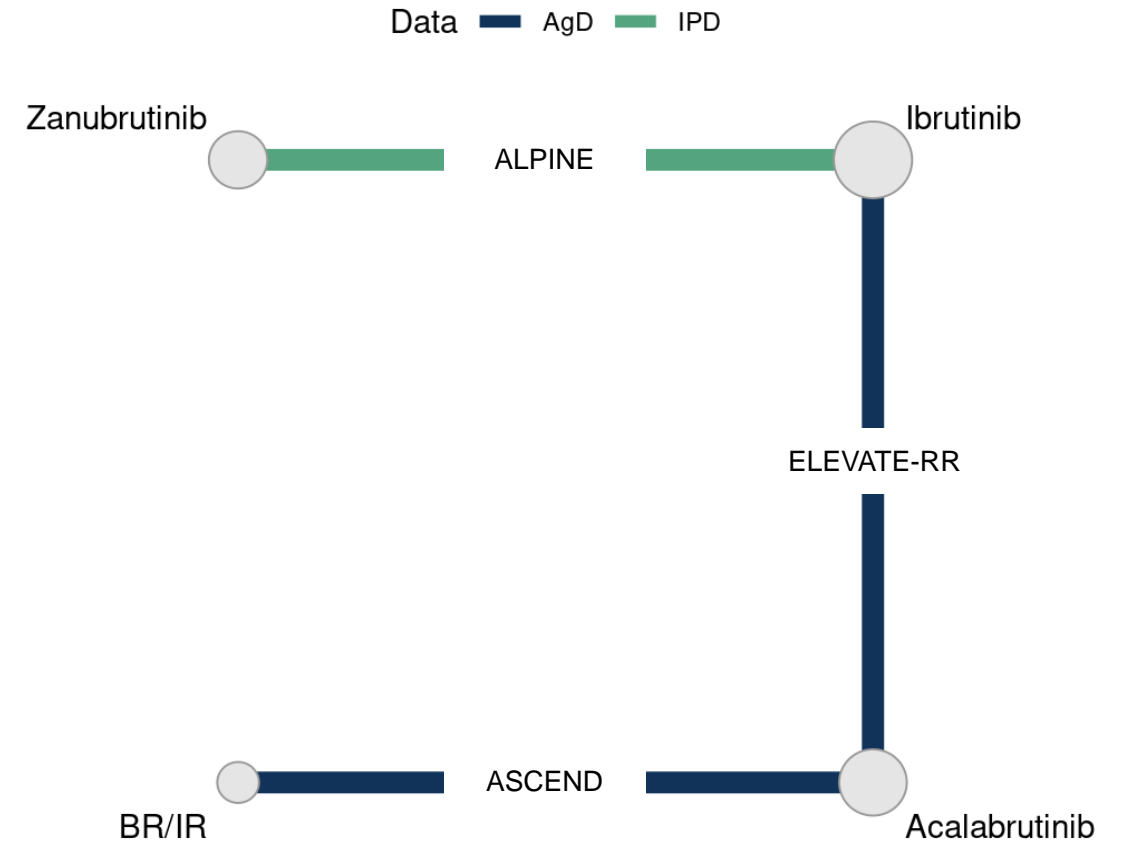 Data AgD IPD
Zanubrutinib
Ibrutinib
ALPINE
ELEVATE-RR
ASCEND
BR/IR
Acalabrutinib